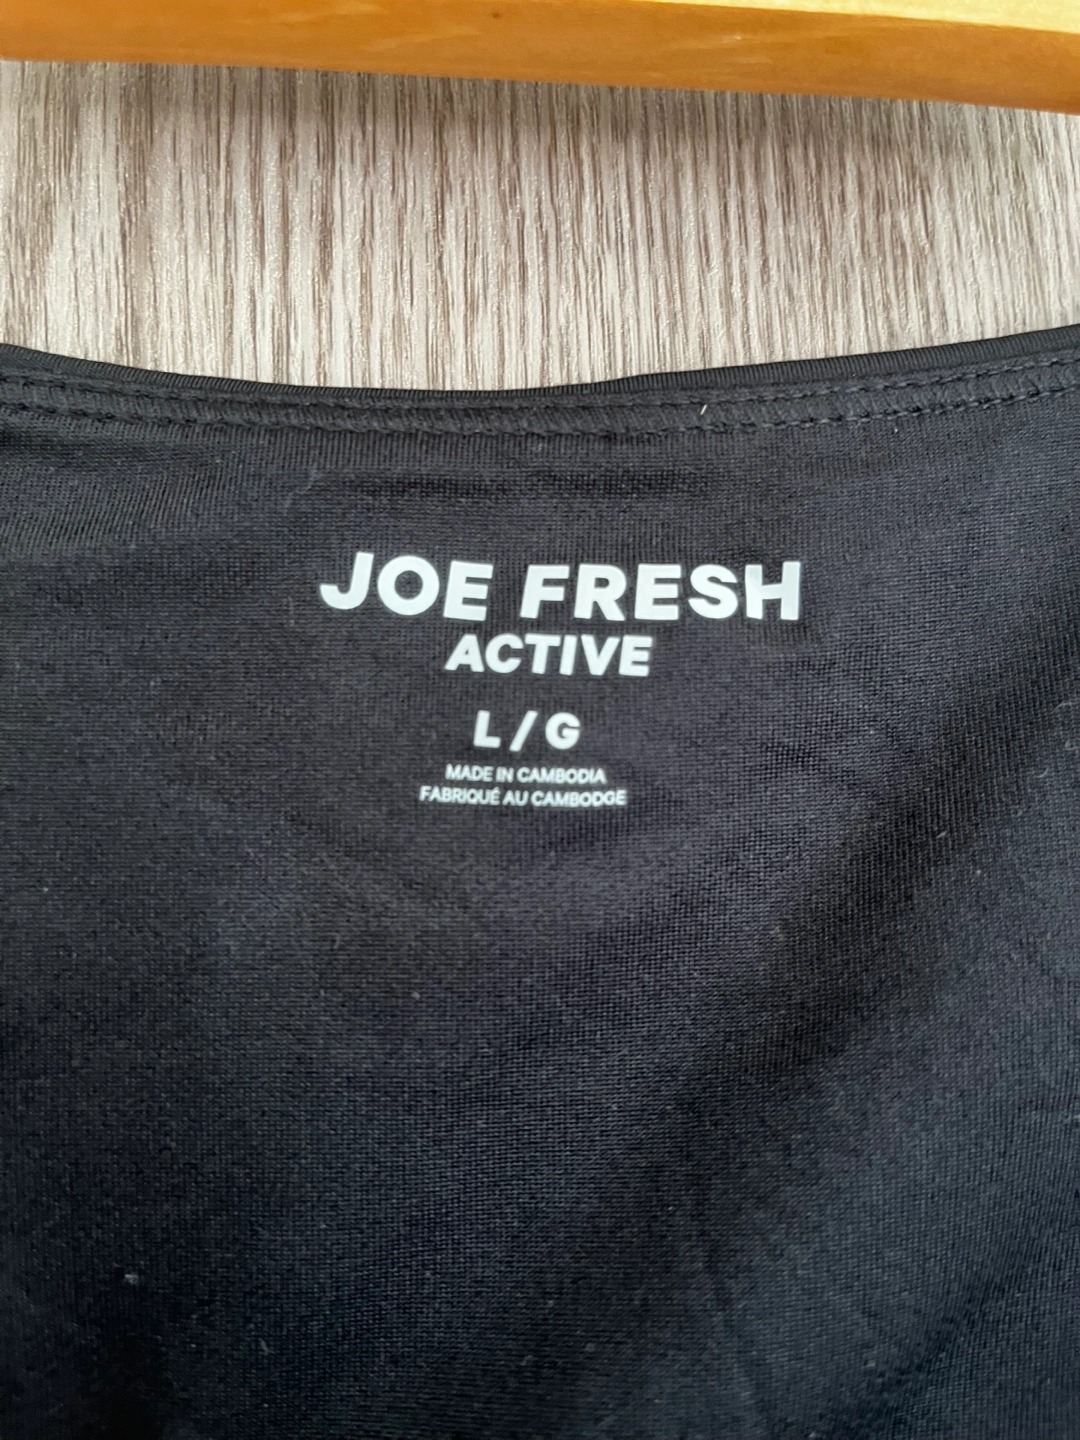 JOE FRESH
ACTIVE
L / G
MADE IN CAMBODIA
FABRIQUÉ AU CAMBODGE